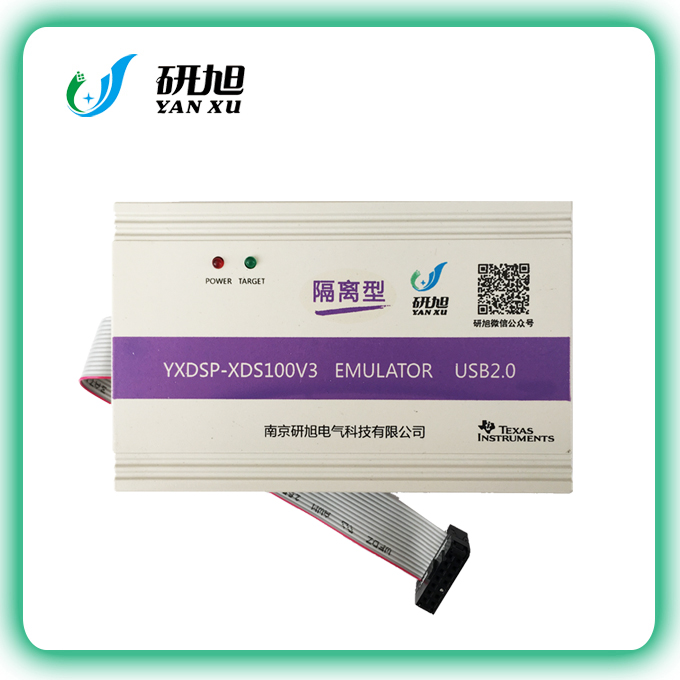 研旭
YAN XU
POWER TARGET
隔离型
研旭
YAN XU
研旭微信公众号
YXDSP-XDS100V3 EMULATOR USB2.0
南京研旭电气科技有限公司
TEXAS
INSTRUMENTS
AWM